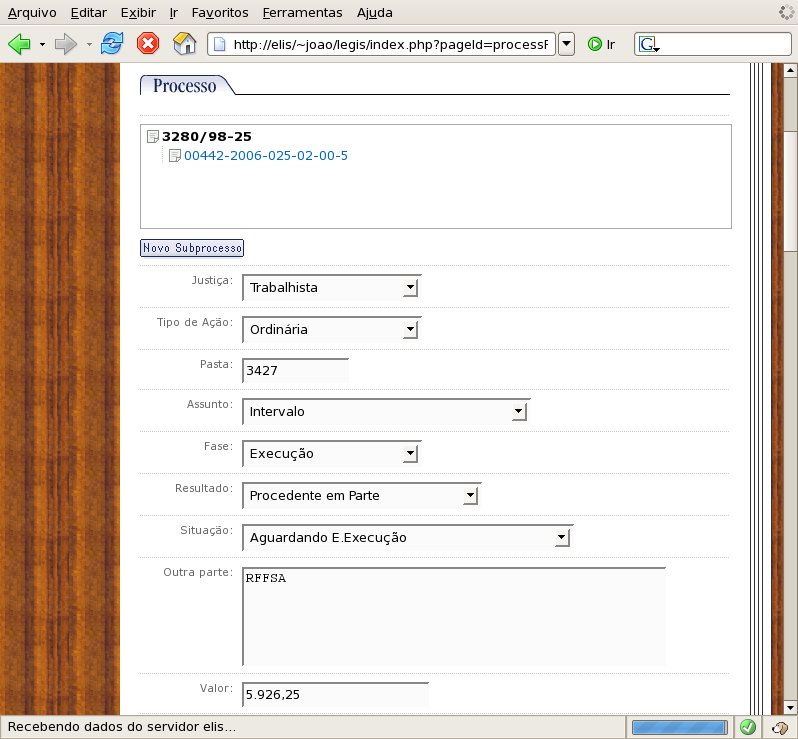 Arquivo Editar Exibir Ir Favoritos Ferramentas Ajuda
http://elis/~joao/legis/index.php?pageId=processF Ir G
Processo
3280/98-25
00442-2006-025-02-00-5
Novo Subprocesso
Justiça: Trabalhista
Tipo de Ação: Ordinária
Pasta: 3427
Assunto: Intervalo
Fase: Execução
Resultado: Procedente em Parte
Situação: Aguardando E.Execução
Outra parte: RFFSA
Valor: 5.926,25
Recebendo dados do servidor elis...